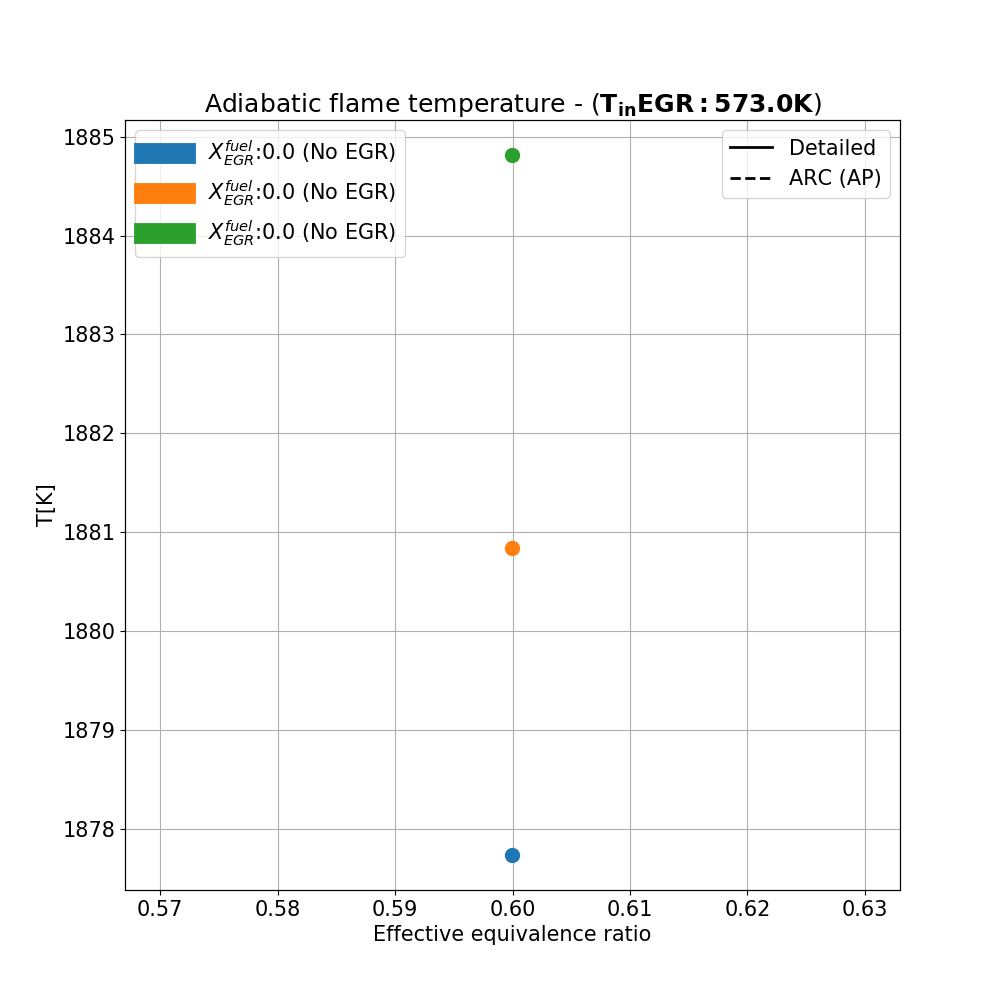 Adiabatic flame temperature - (T_inEGR : 573.0K)
X_EGR^fuel:0.0 (No EGR)
X_EGR^fuel:0.0 (No EGR)
X_EGR^fuel:0.0 (No EGR)
Detailed
ARC (AP)
T[K]
1885
1884
1883
1882
1881
1880
1879
1878
0.57 0.58 0.59 0.60 0.61 0.62 0.63
Effective equivalence ratio